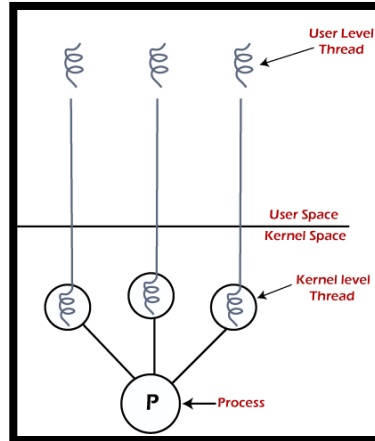 User Level
Thread
User Space
Kernel Space
Kernel level
Thread
P
Process